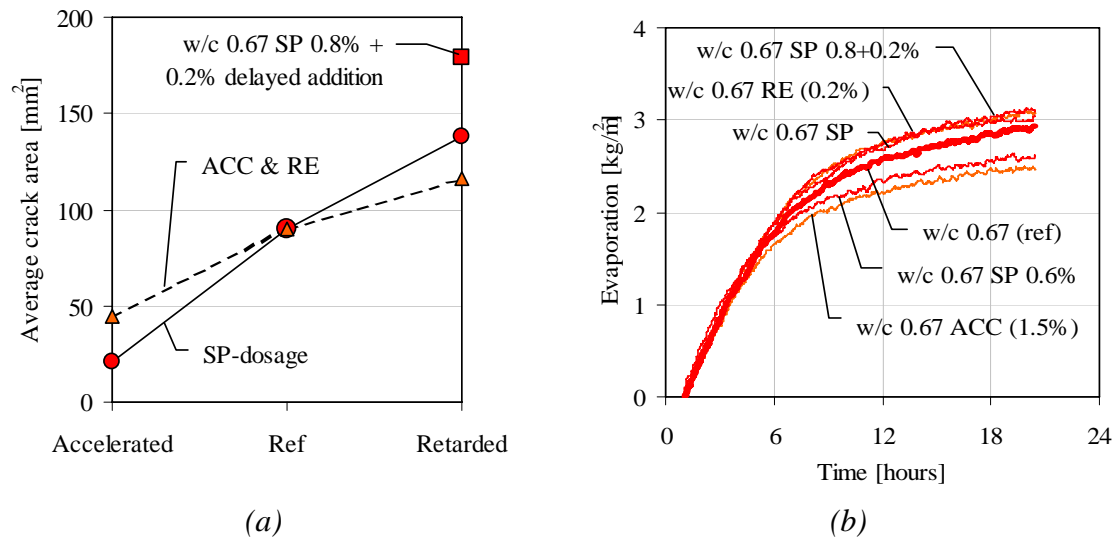 200
150
100
50
0
Average crack area [mm²]
w/c 0.67 SP 0.8% +
0.2% delayed addition
ACC & RE
SP-dosage
Accelerated
Ref
Retarded
(a)
4
3
2
1
0
Evaporation [kg/m²]
w/c 0.67 SP 0.8+0.2%
w/c 0.67 RE (0.2%)
w/c 0.67 SP
w/c 0.67 (ref)
w/c 0.67 SP 0.6%
w/c 0.67 ACC (1.5%)
0
6
12
18
24
Time [hours]
(b)